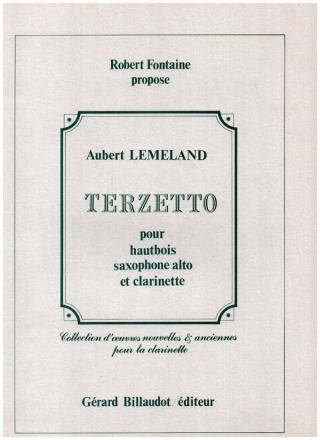 Robert Fontaine
propose
Aubert LEMELAND
TERZETTO
pour
hautbois
saxophone alto
et clarinette
Collection d'œuvres nouvelles & anciennes
pour la clarinette
Gérard Billaudot éditeur